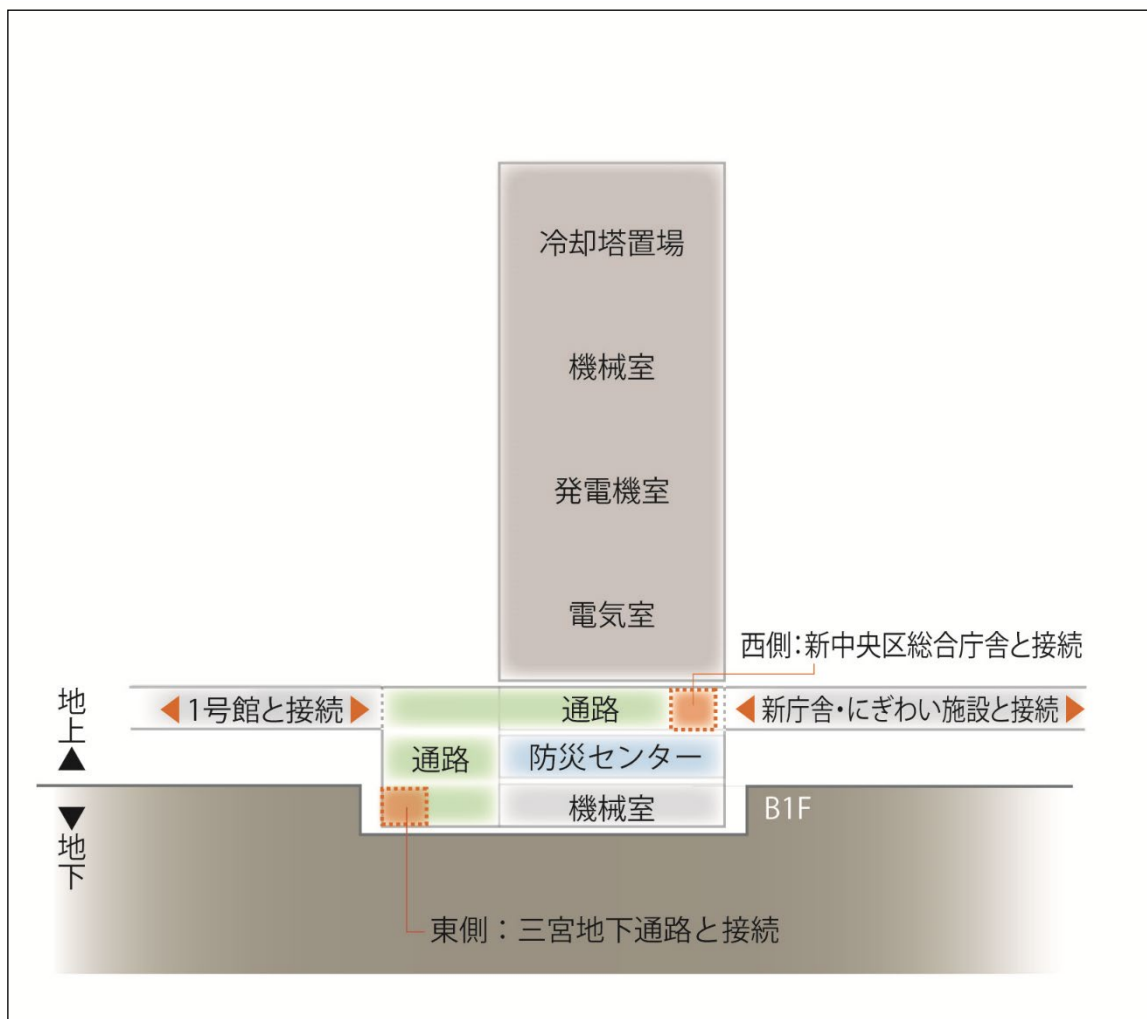 冷却塔置場
機械室
発電機室
電気室
西側：新中央区総合庁舎と接続
地上▲
◀1号館と接続▶
通路
◀新庁舎・にぎわい施設と接続▶
通路
防災センター
機械室
B1F
▼地下
東側：三宮地下通路と接続